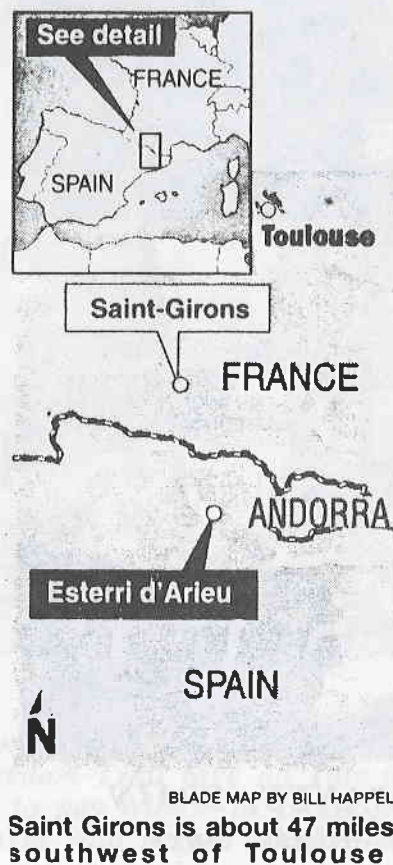 See detail
FRANCE
SPAIN
Toulouse
Saint-Girons
FRANCE
ANDORRA
Esterri d'Arieu
SPAIN
N
BLADE MAP BY BILL HAPPEL
Saint Girons is about 47 miles
southwest of Toulouse